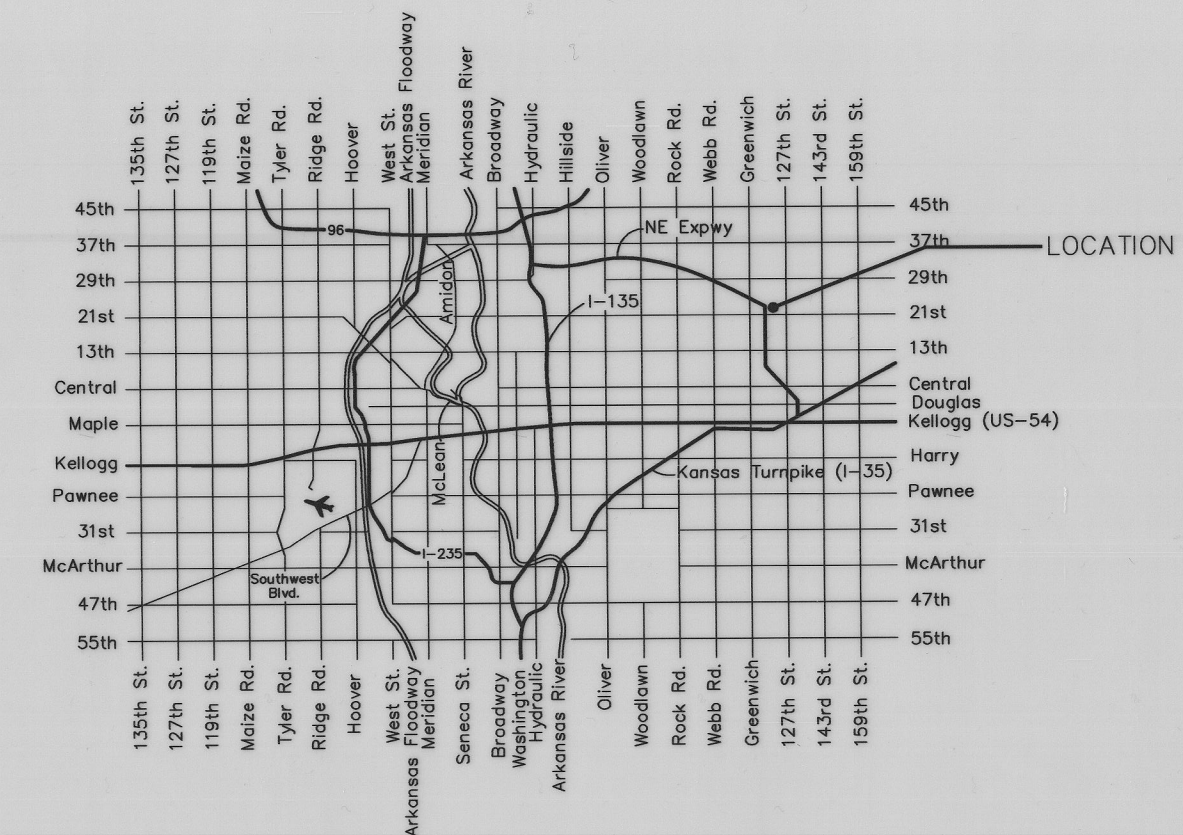 135th St.
127th St.
119th St.
Maize Rd.
Tyler Rd.
Ridge Rd.
Hoover
West St.
Arkansas Floodway
Meridian
Arkansas River
Broadway
Hydraulic
Hillside
Oliver
Woodlawn
Rock Rd.
Webb Rd.
Greenwich
127th St.
143rd St.
159th St.
45th
37th
29th
21st
13th
Central
Maple
Kellogg
Pawnee
31st
McArthur
47th
55th
96
NE Expwy
Amidon
I-135
McLean
Kansas Turnpike (I-35)
I-235
Southwest
Blvd.
45th
37th
LOCATION
29th
21st
13th
Central
Douglas
Kellogg (US-54)
Harry
Pawnee
31st
McArthur
47th
55th
135th St.
127th St.
119th St.
Maize Rd.
Tyler Rd.
Ridge Rd.
Hoover
West St.
Arkansas Floodway
Meridian
Seneca St.
Broadway
Washington
Hydraulic
Arkansas River
Oliver
Woodlawn
Rock Rd.
Webb Rd.
Greenwich
127th St.
143rd St.
159th St.